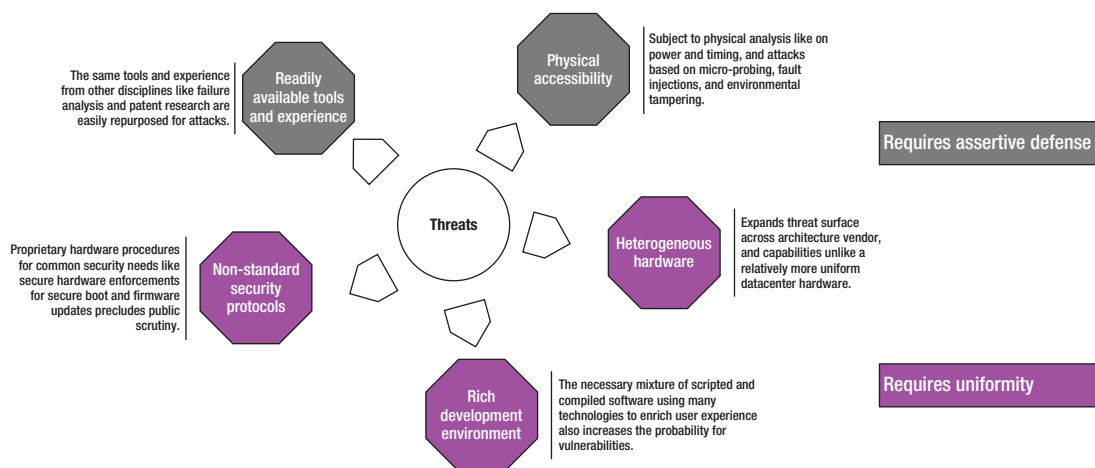 The same tools and experience
from other disciplines like failure
analysis and patent research are
easily repurposed for attacks.
Readily
available tools
and experience
Physical
accessibility
Subject to physical analysis like on
power and timing, and attacks
based on micro-probing, fault
injections, and environmental
tampering.
Requires assertive defense
Threats
Proprietary hardware procedures
for common security needs like
secure hardware enforcements
for secure boot and firmware
updates precludes public
scrutiny.
Non-standard
security
protocols
Heterogeneous
hardware
Expands threat surface
across architecture vendor,
and capabilities unlike a
relatively more uniform
datacenter hardware.
Rich
development
environment
The necessary mixture of scripted and
compiled software using many
technologies to enrich user experience
also increases the probability for
vulnerabilities.
Requires uniformity